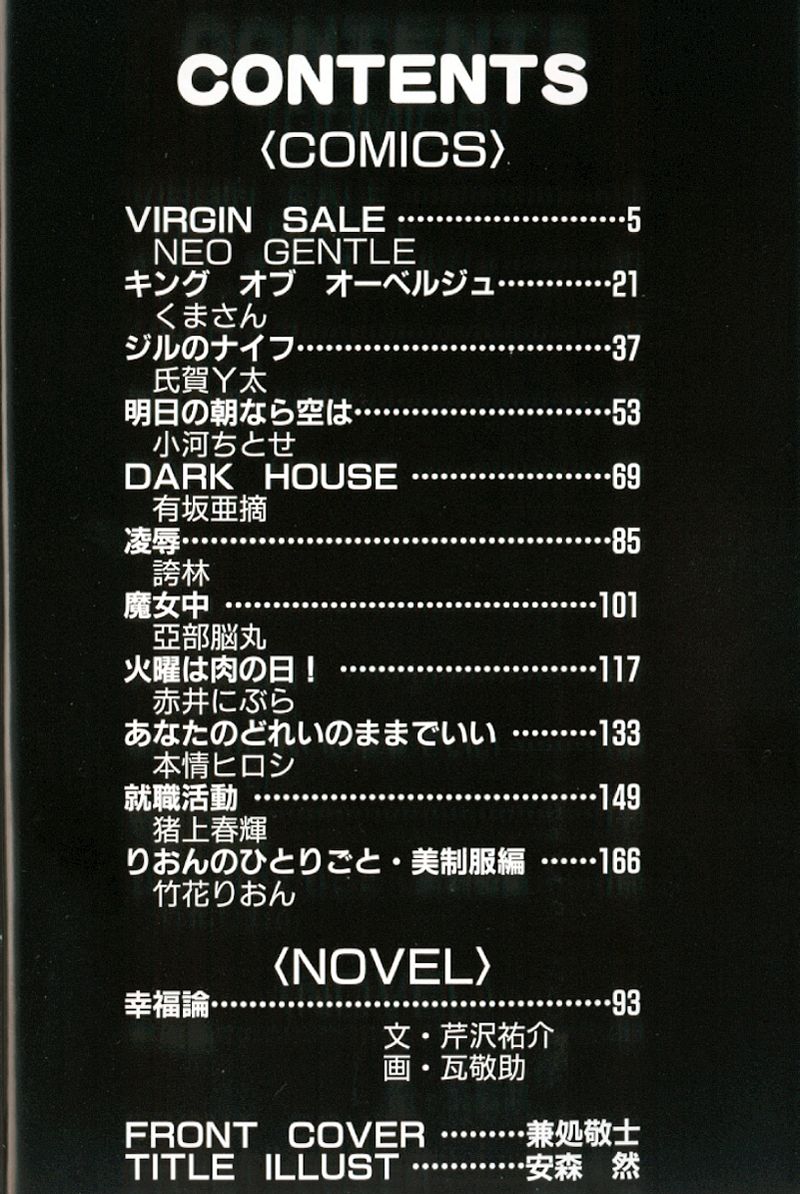 CONTENTS
〈COMICS〉
VIRGIN SALE ························5
NEO GENTLE
キング オブ オーベルジュ············21
くまさん
ジルのナイフ·································37
氏賀Y太
明日の朝なら空は···························53
小河ちとせ
DARK HOUSE ·····················69
有坂亜摘
凌辱·············································85
誇林
魔女中 ·······································101
亞部脳丸
火曜は肉の日! ···························117
赤井にぶら
あなたのどれいのままでいい ·········133
本情ヒロシ
就職活動 ····································149
猪上春輝
りおんのひとりごと・美制服編 ······166
竹花りおん
〈NOVEL〉
幸福論··········································93
文・芹沢祐介
画・瓦敬助
FRONT COVER ·········兼処敬士
TITLE ILLUST ············安森 然